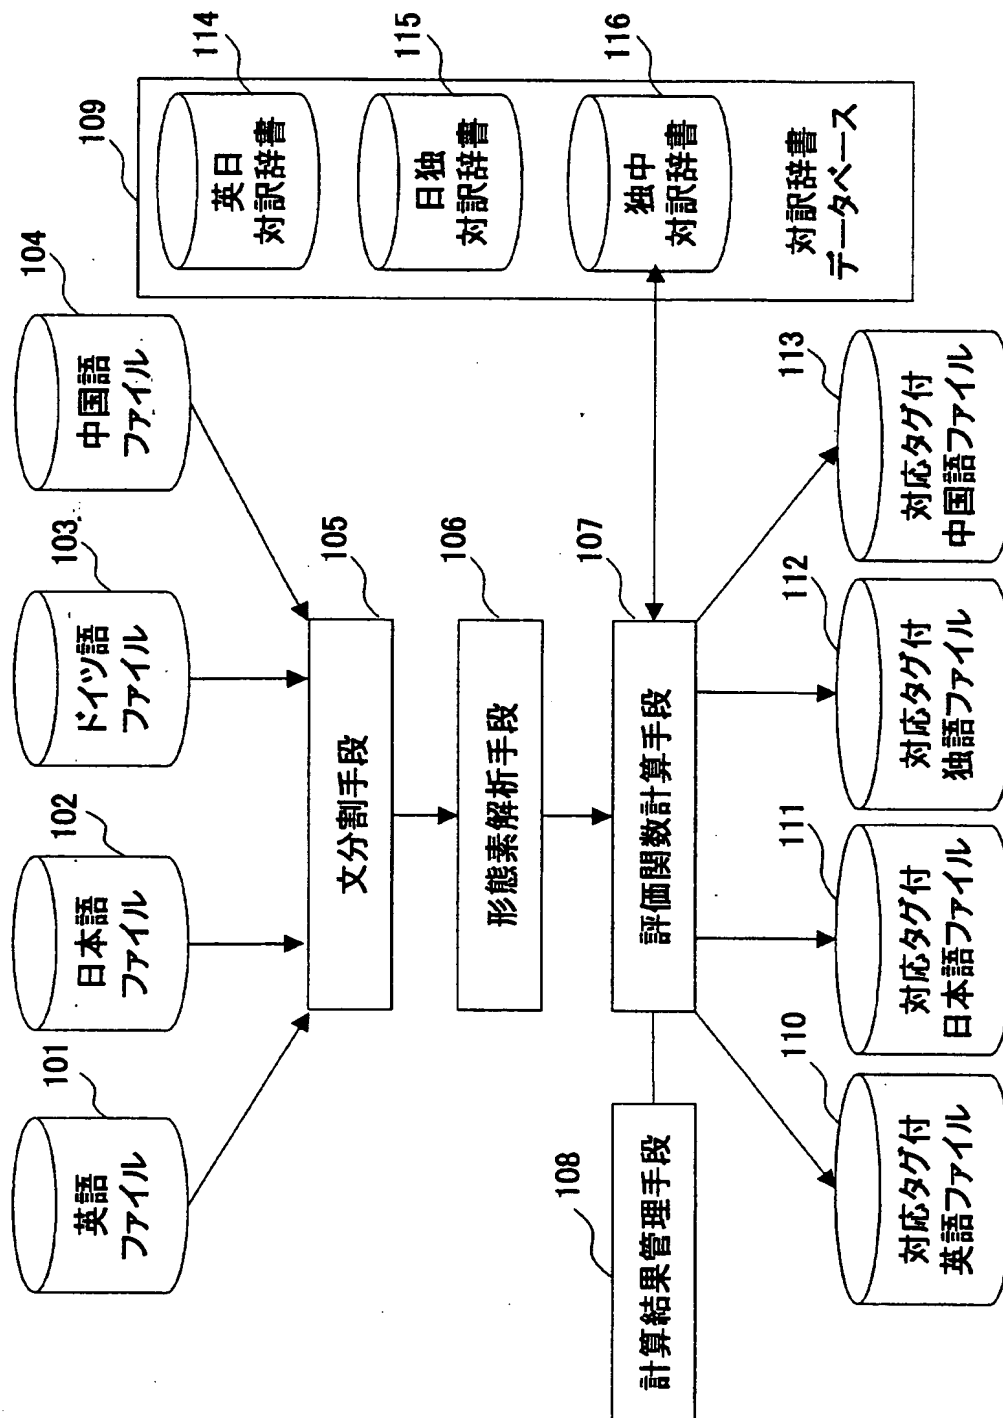 101
英語
ファイル
102
日本語
ファイル
103
ドイツ語
ファイル
104
中国語
ファイル
105
文分割手段
106
形態素解析手段
107
評価関数計算手段
108
計算結果管理手段
109
114
英日
対訳辞書
115
日独
対訳辞書
116
独中
対訳辞書
対訳辞書
データベース
110
対応タグ付
英語ファイル
111
対応タグ付
日本語ファイル
112
対応タグ付
独語ファイル
113
対応タグ付
中国語ファイル